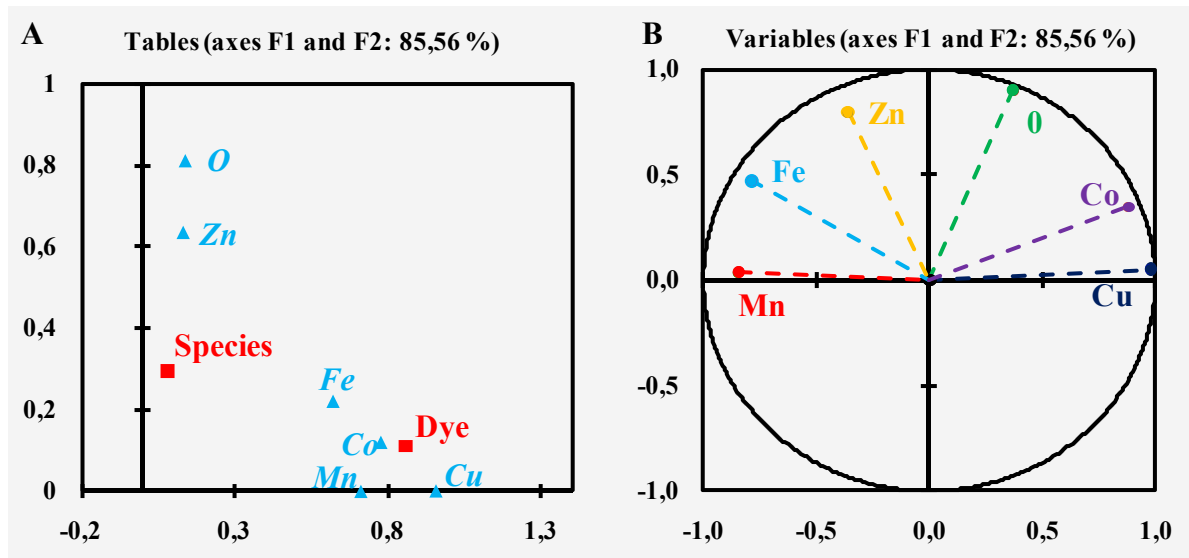 A
Tables (axes F1 and F2: 85,56 %)
1
0,8
0,6
0,4
0,2
0
-0,2
0,3
0,8
1,3
O
Zn
Species
Fe
Dye
Co
Mn
Cu
B
Variables (axes F1 and F2: 85,56 %)
1,0
0,5
0,0
-0,5
-1,0
-1,0
-0,5
0,0
0,5
1,0
Zn
0
Fe
Co
Mn
Cu